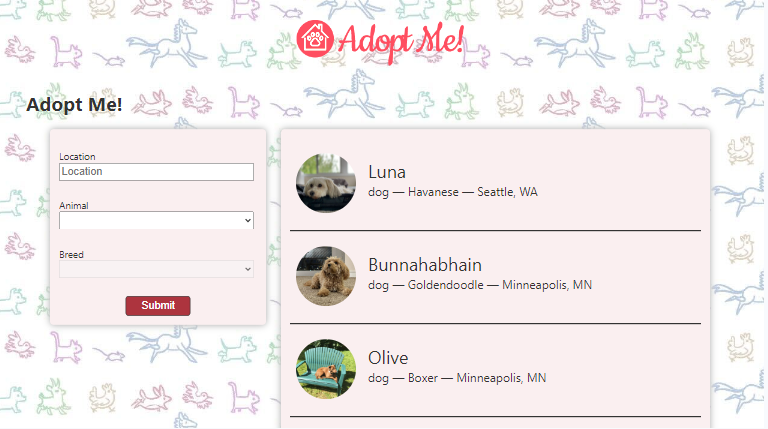 Adopt Me!
Adopt Me!
Location
Location
Animal
Breed
Submit
Luna
dog — Havanese — Seattle, WA
Bunnahabhain
dog — Goldendoodle — Minneapolis, MN
Olive
dog — Boxer — Minneapolis, MN